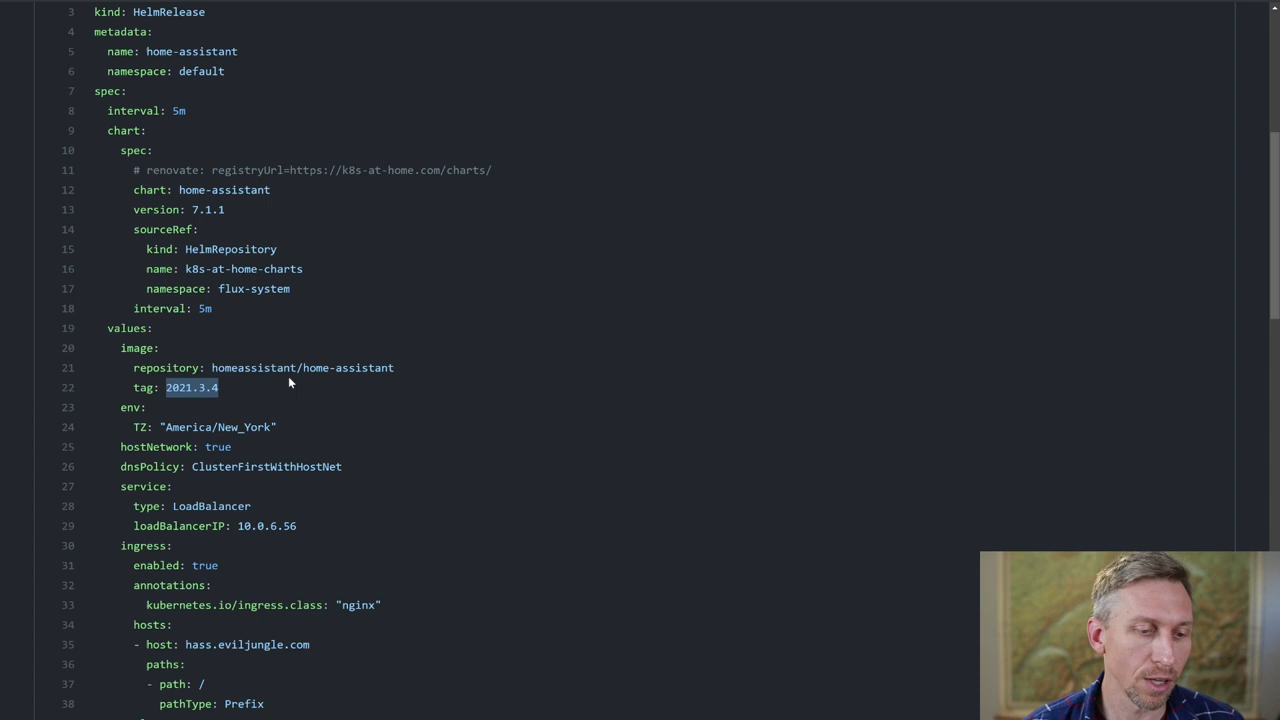 3 kind: HelmRelease
4 metadata:
5 name: home-assistant
6 namespace: default
7 spec:
8 interval: 5m
9 chart:
10 spec:
11 # renovate: registryUrl=https://k8s-at-home.com/charts/
12 chart: home-assistant
13 version: 7.1.1
14 sourceRef:
15 kind: HelmRepository
16 name: k8s-at-home-charts
17 namespace: flux-system
18 interval: 5m
19 values:
20 image:
21 repository: homeassistant/home-assistant
22 tag: 2021.3.4
23 env:
24 TZ: "America/New_York"
25 hostNetwork: true
26 dnsPolicy: ClusterFirstWithHostNet
27 service:
28 type: LoadBalancer
29 loadBalancerIP: 10.0.6.56
30 ingress:
31 enabled: true
32 annotations:
33 kubernetes.io/ingress.class: "nginx"
34 hosts:
35 - host: hass.eviljungle.com
36 paths:
37 - path: /
38 pathType: Prefix